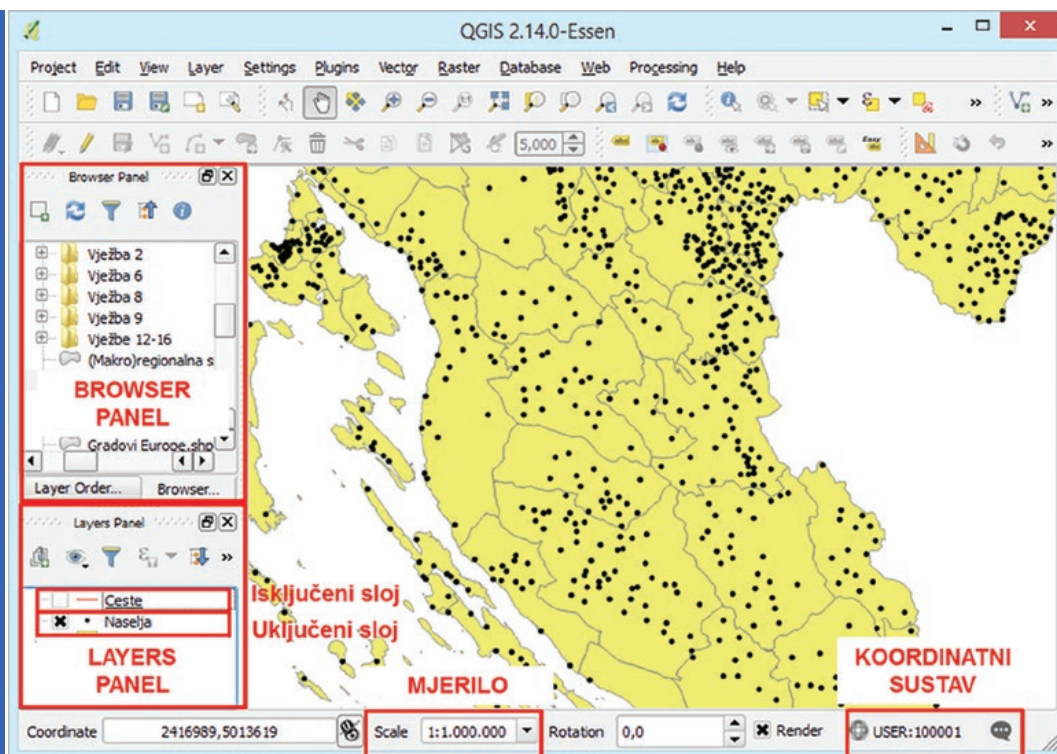 QGIS 2.14.0-Essen
Project Edit View Layer Settings Plugins Vector Raster Database Web Processing Help
5,000
Browser Panel
Vježba 2
Vježba 6
Vježba 8
Vježba 9
Vježbe 12-16
(Makro)regionalna s
BROWSER
PANEL
Gradovi Europe.shp
Layer Order... Browser...
Layers Panel
Ceste
Naselja
Isključeni sloj
Uključeni sloj
LAYERS
PANEL
MJERILO
KOORDINATNI
SUSTAV
Coordinate 2416989,5013619 Scale 1:1.000.000 Rotation 0,0 Render USER:100001